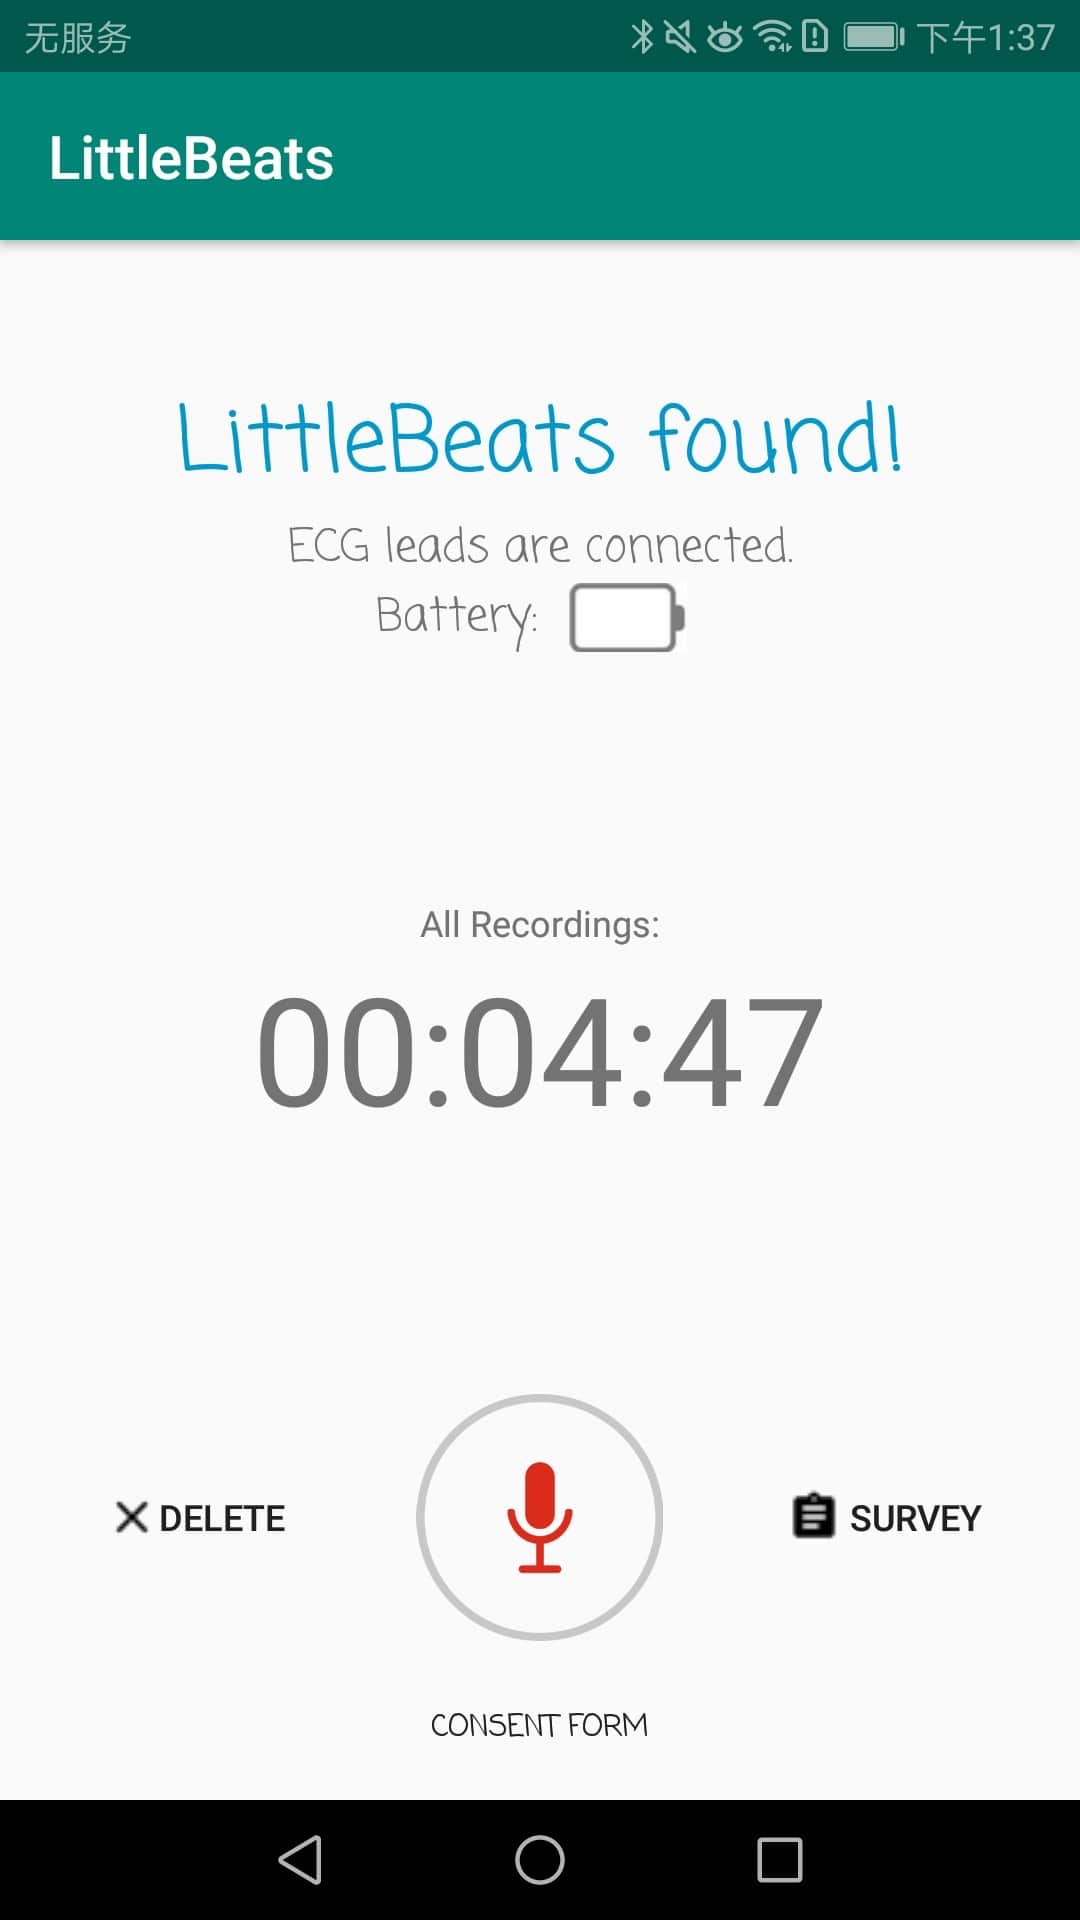 无服务 下午1:37
LittleBeats
LittleBeats found!
ECG leads are connected.
Battery:
All Recordings:
00:04:47
DELETE SURVEY
CONSENT FORM